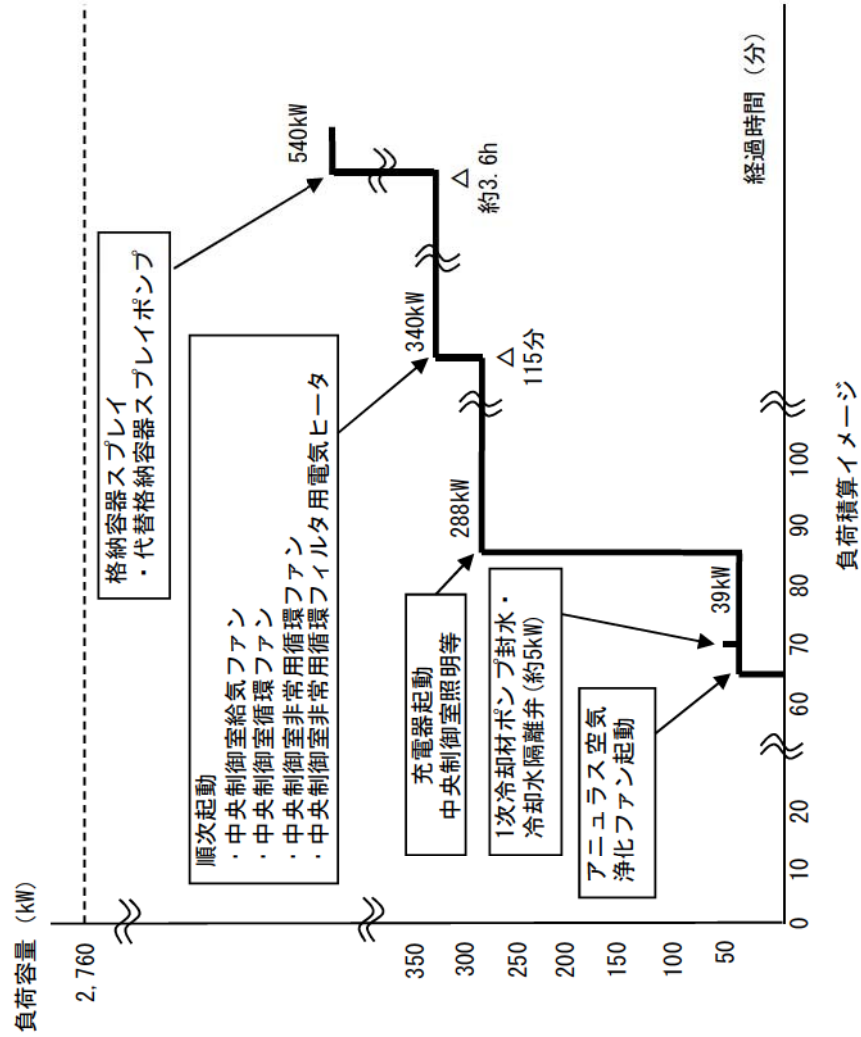 負荷容量 (kW)
2,760
350
300
250
200
150
100
50
0
10
20
60
70
80
90
100
経過時間 (分)
格納容器スプレイ
・代替格納容器スプレイポンプ
順次起動
・中央制御室給気ファン
・中央制御室循環ファン
・中央制御室非常用循環ファン
・中央制御室非常用循環フィルタ用電気ヒータ
充電器起動
中央制御室照明等
1次冷却材ポンプ封水・
冷却水隔離弁(約5kW)
アニュラス空気
浄化ファン起動
39kW
288kW
340kW
540kW
△
115分
△
約3.6h
負荷積算イメージ